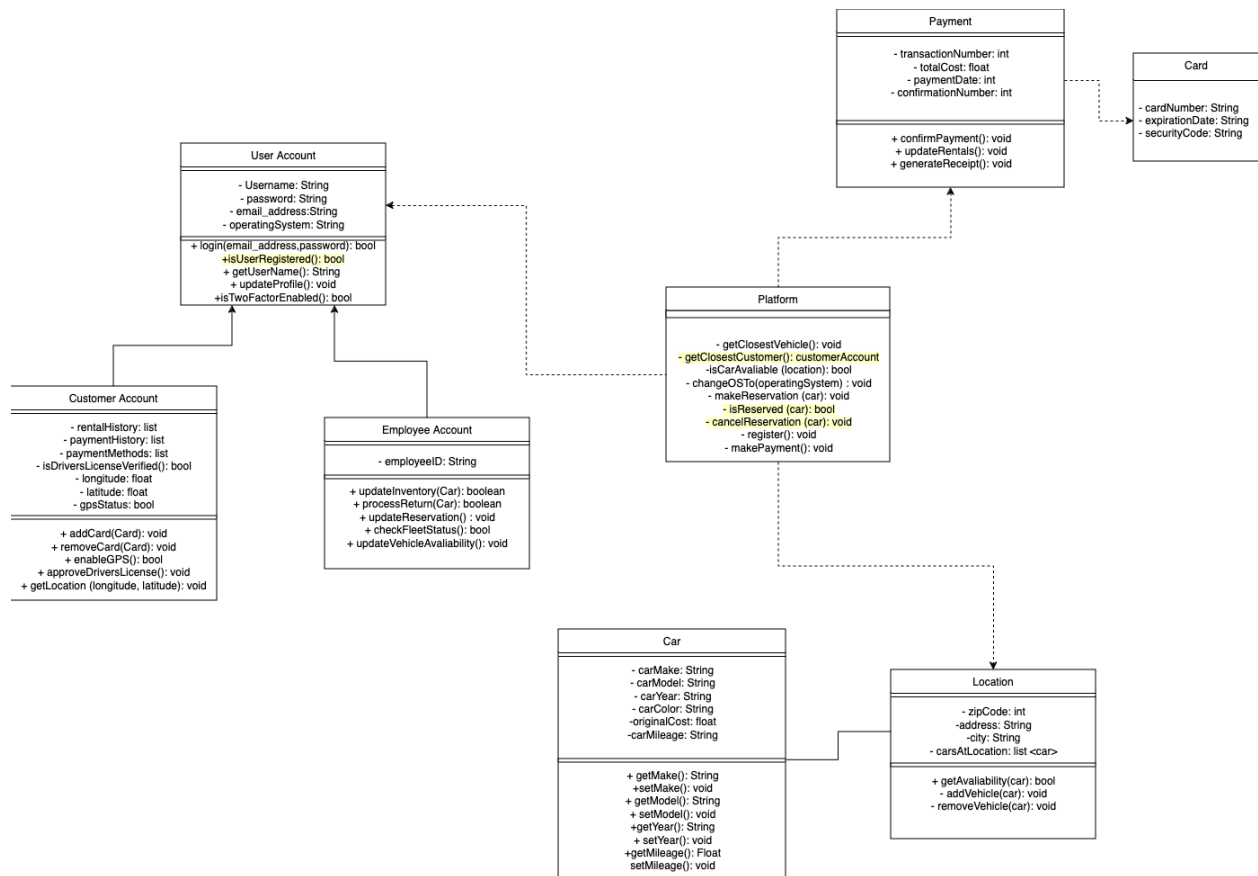 Payment
- transactionNumber: int
- totalCost: float
- paymentDate: int
- confirmationNumber: int
+ confirmPayment(): void
+ updateRentals(): void
+ generateReceipt(): void
Card
- cardNumber: String
- expirationDate: String
- securityCode: String
User Account
- Username: String
- password: String
- email_address:String
- operatingSystem: String
+ login(email_address,password): bool
+isUserRegistered(): bool
+ getUserName(): String
+ updateProfile(): void
+isTwoFactorEnabled(): bool
Platform
- getClosestVehicle(): void
- getClosestCustomer(): customerAccount
-isCarAvaliable (location): bool
- changeOSTo(operatingSystem) : void
- makeReservation (car): void
- isReserved (car): bool
- cancelReservation (car): void
- register(): void
- makePayment(): void
Customer Account
- rentalHistory: list
- paymentHistory: list
- paymentMethods: list
- isDriversLicenseVerified(): bool
- longitude: float
- latitude: float
- gpsStatus: bool
+ addCard(Card): void
+ removeCard(Card): void
+ enableGPS(): bool
+ approveDriversLicense(): void
+ getLocation (longitude, latitude): void
Employee Account
- employeeID: String
+ updateInventory(Car): boolean
+ processReturn(Car): boolean
+ updateReservation() : void
+ checkFleetStatus(): bool
+ updateVehicleAvaliability(): void
Car
- carMake: String
- carModel: String
- carYear: String
- carColor: String
-originalCost: float
-carMileage: String
+ getMake(): String
+setMake(): void
+ getModel(): String
+ setModel(): void
+getYear(): String
+ setYear(): void
+getMileage(): Float
setMileage(): void
Location
- zipCode: int
-address: String
-city: String
- carsAtLocation: list <car>
+ getAvaliability(car): bool
- addVehicle(car): void
- removeVehicle(car): void